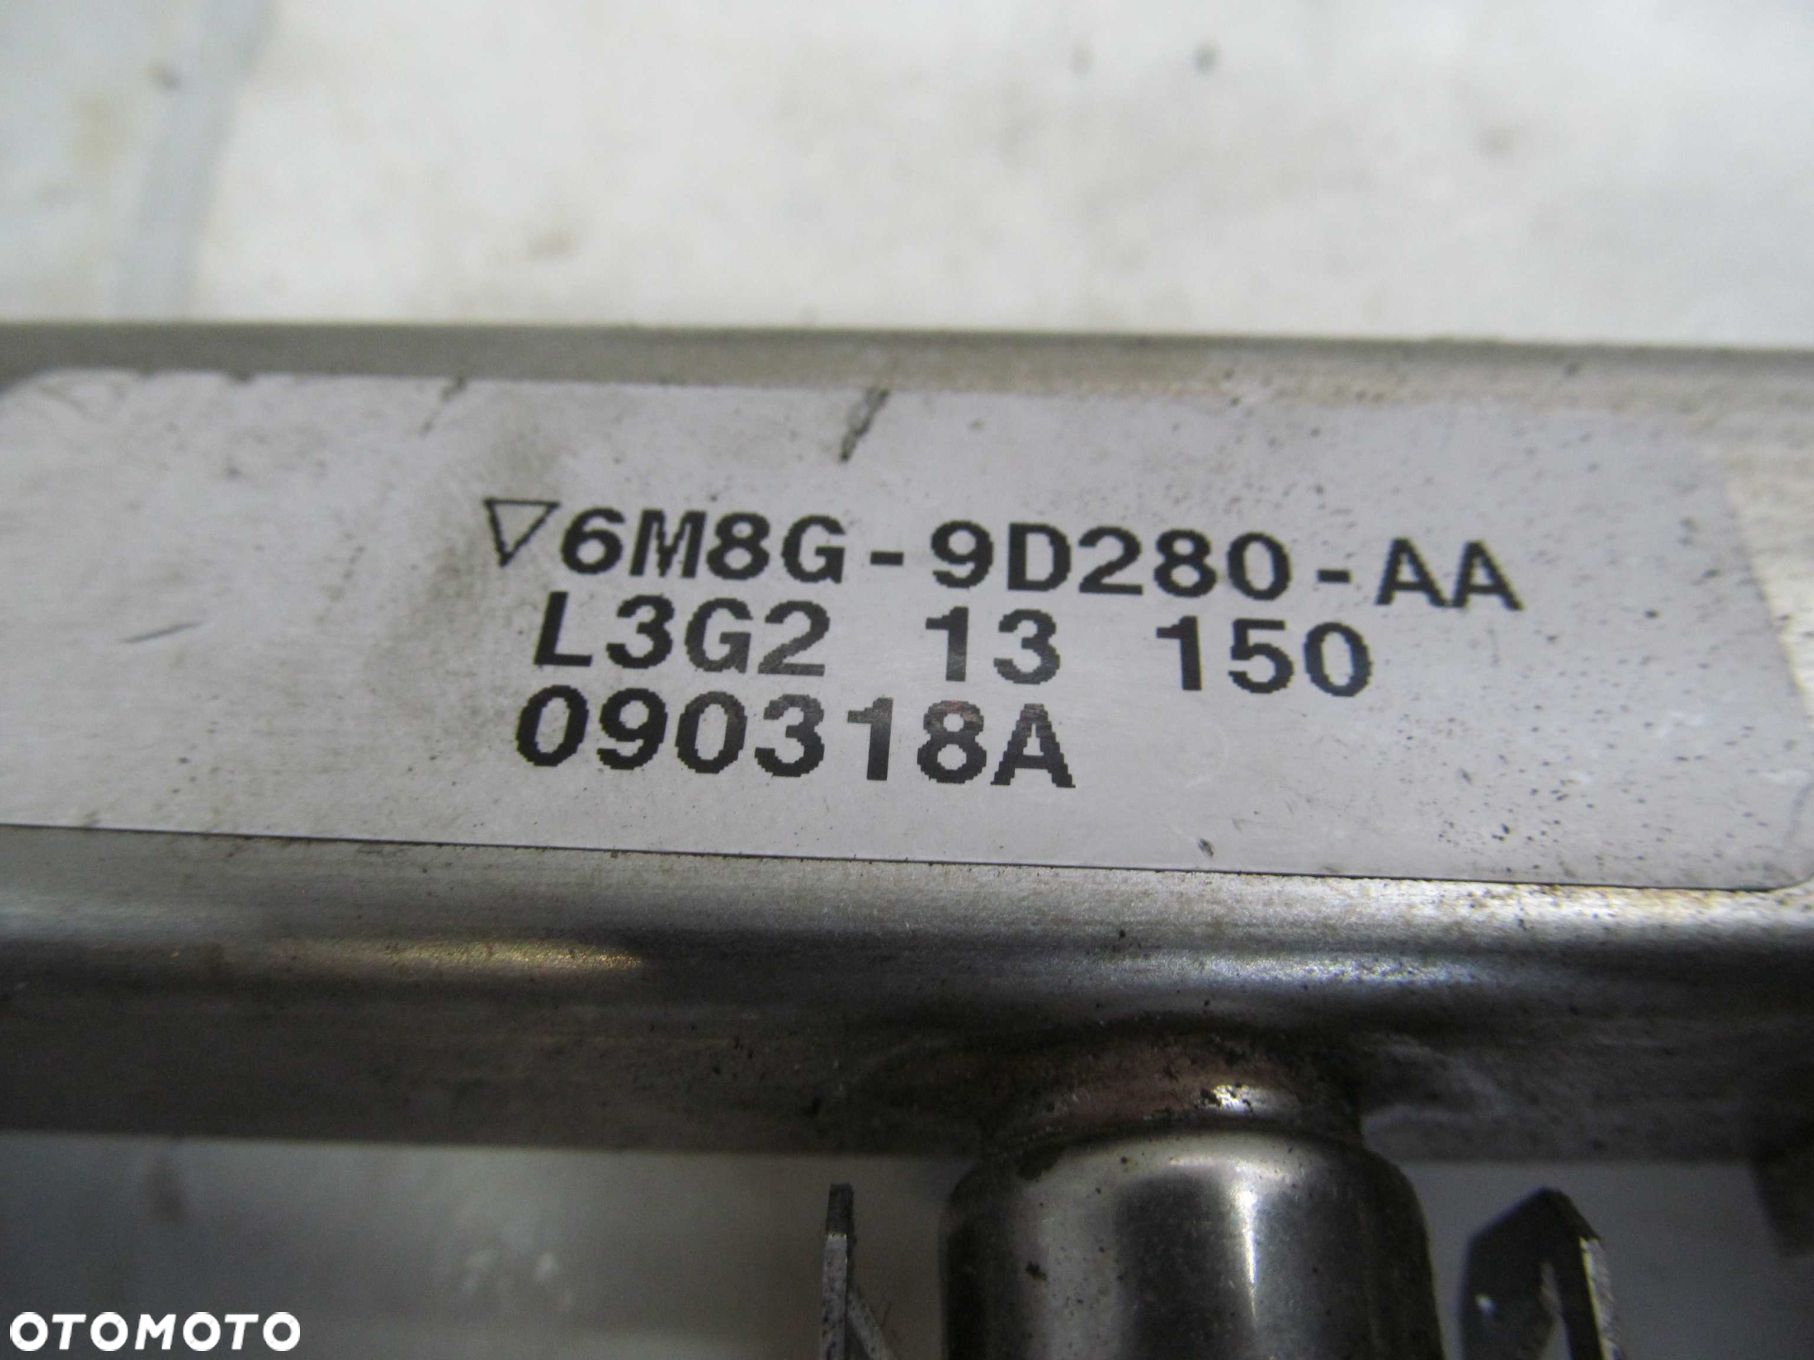 ▽6M8G-9D280-AA
L3G2 13 150
090318A
OTOMOTO